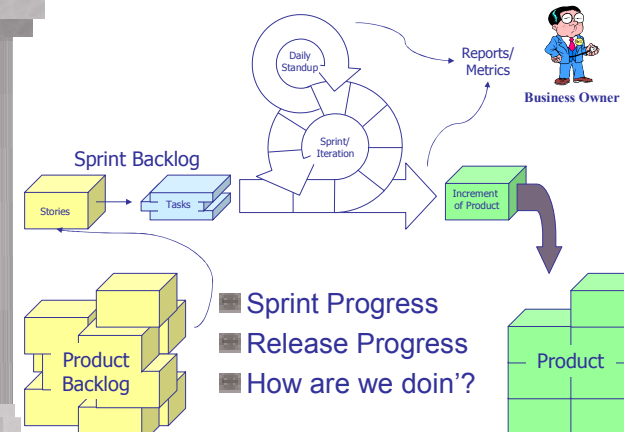 Daily
Standup
Reports/
Metrics
Business Owner
Sprint/
Iteration
Sprint Backlog
Stories
Tasks
Increment
of Product
Sprint Progress
Release Progress
How are we doin'?
Product
Backlog
Product